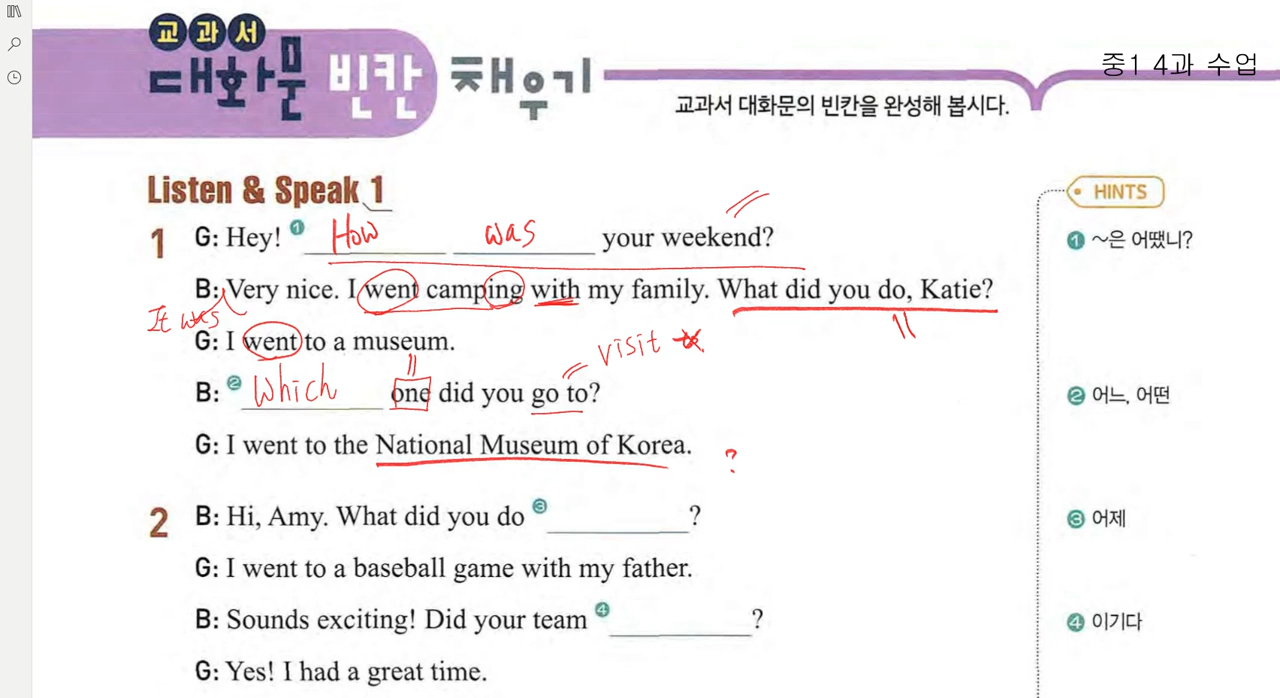 교과서
대화문 빈칸 채우기
중1 4과 수업
교과서 대화문의 빈칸을 완성해 봅시다.
Listen & Speak 1
HINTS
1 G: Hey! ① How was your weekend?
① ~은 어땠니?
B: Very nice. I went camping with my family. What did you do, Katie?
It was
G: I went to a museum.
visit
B: ② Which one did you go to?
② 어느, 어떤
G: I went to the National Museum of Korea.
?
2 B: Hi, Amy. What did you do ③ ?
③ 어제
G: I went to a baseball game with my father.
B: Sounds exciting! Did your team ④ ?
④ 이기다
G: Yes! I had a great time.